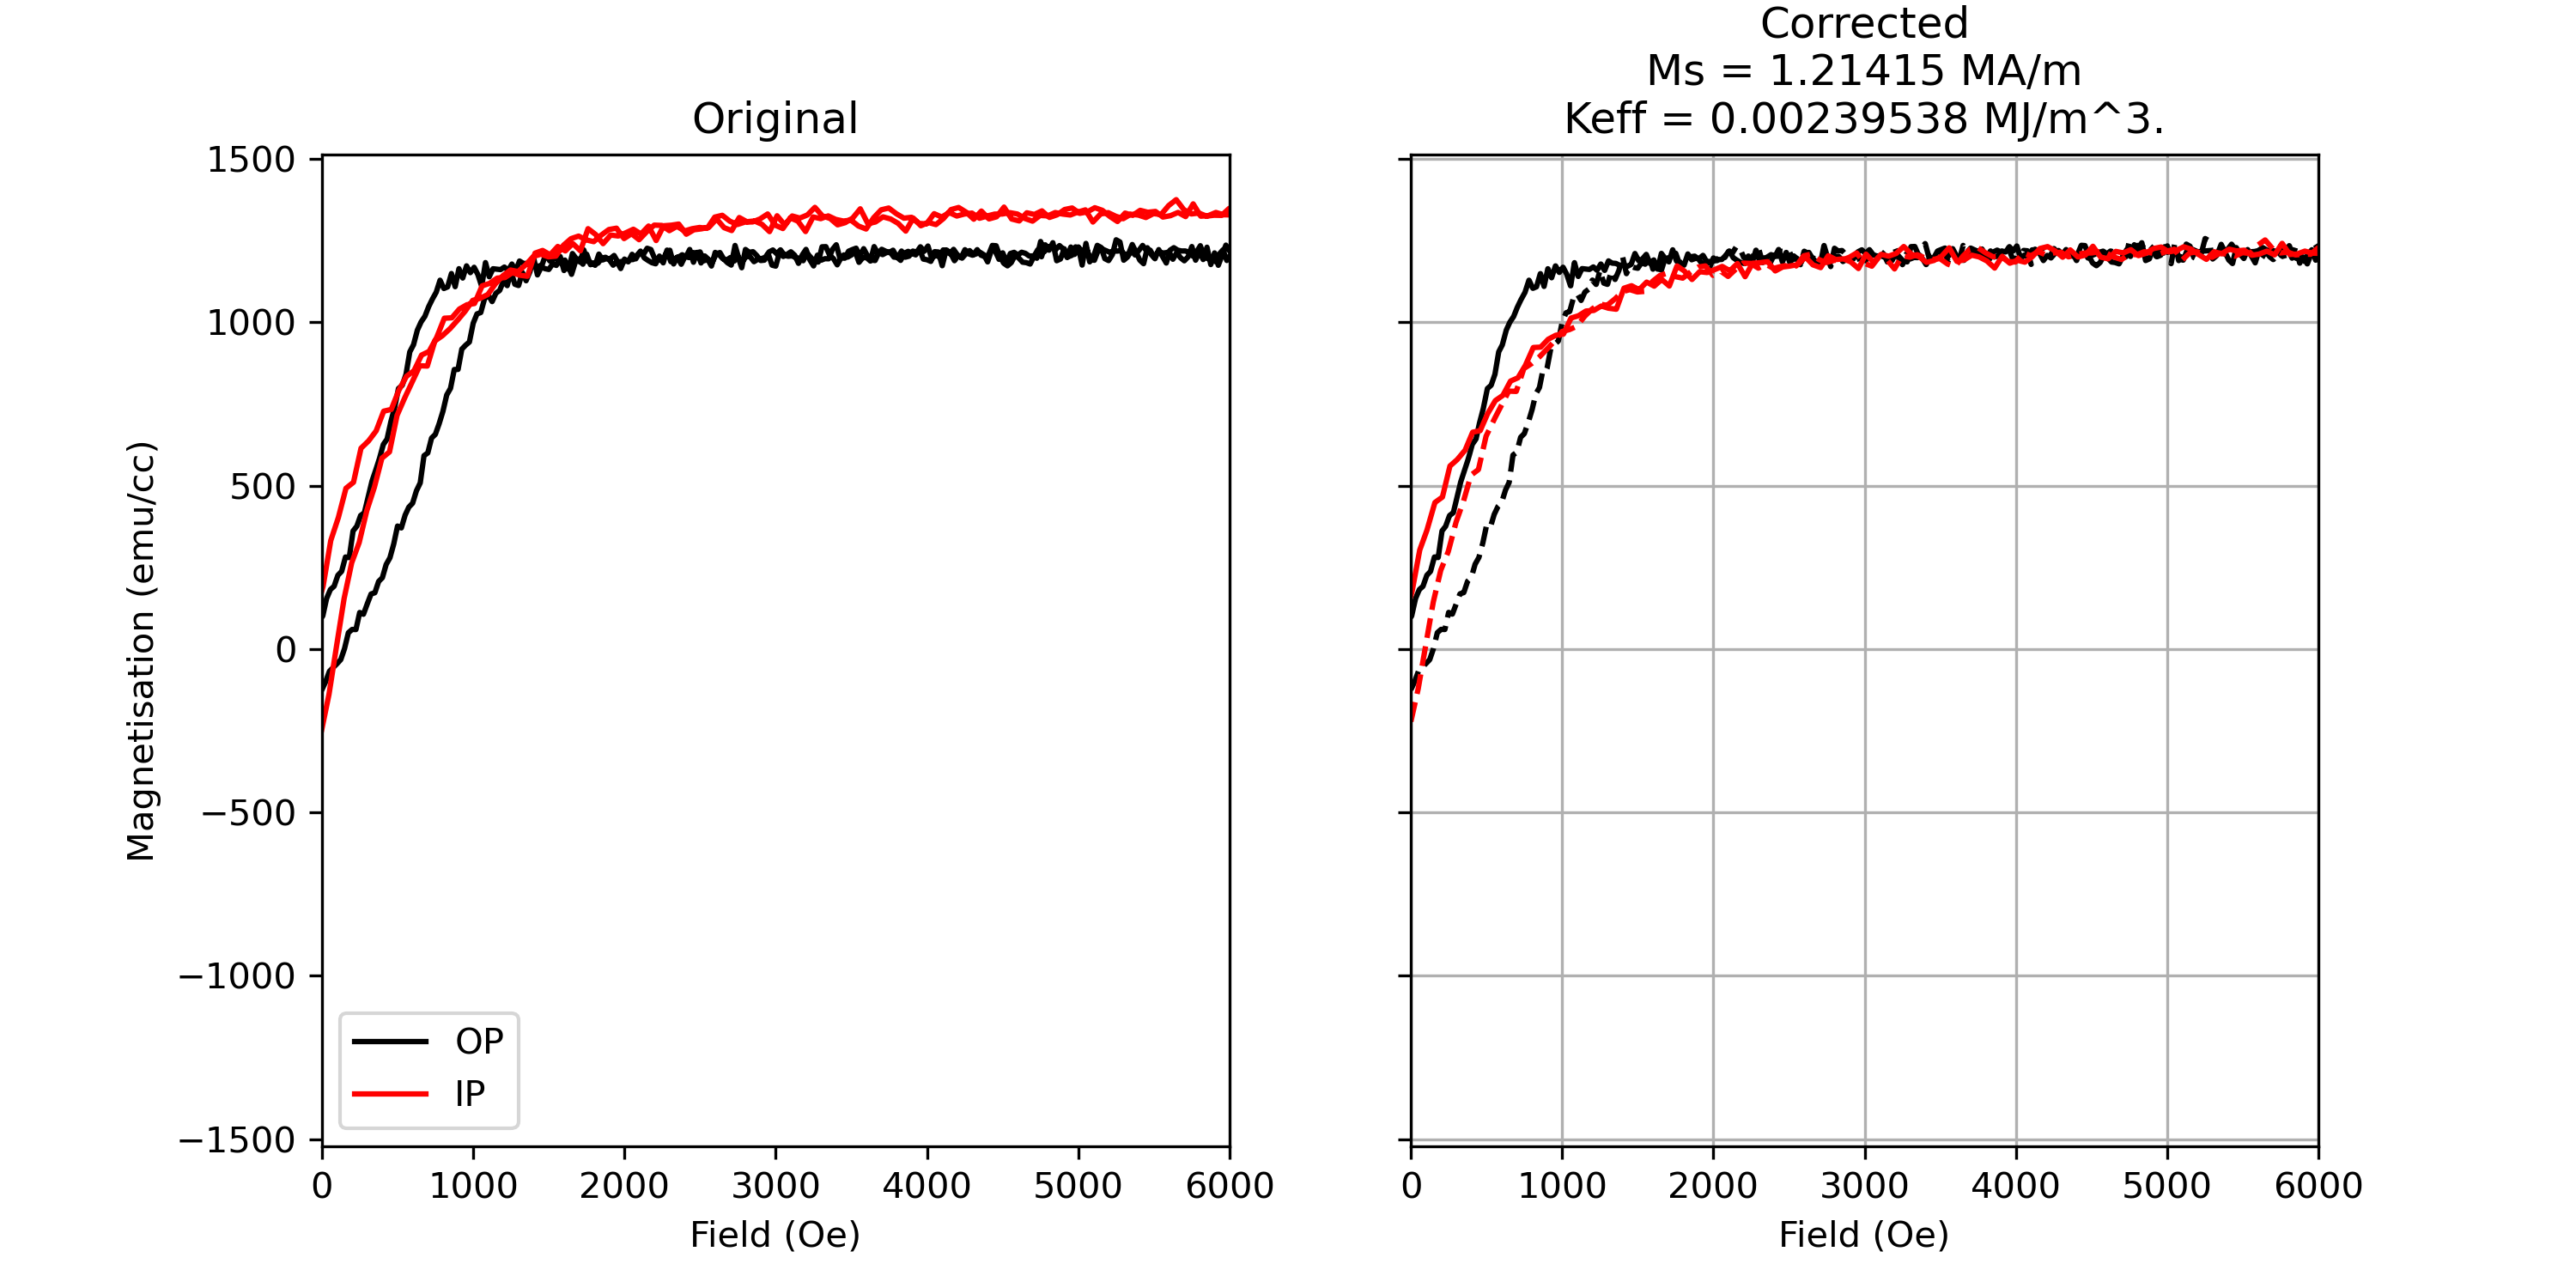 Original
1500
1000
500
0
−500
−1000
−1500
Magnetisation (emu/cc)
OP
IP
0 1000 2000 3000 4000 5000 6000
Field (Oe)
Corrected
Ms = 1.21415 MA/m
Keff = 0.00239538 MJ/m^3.
0 1000 2000 3000 4000 5000 6000
Field (Oe)